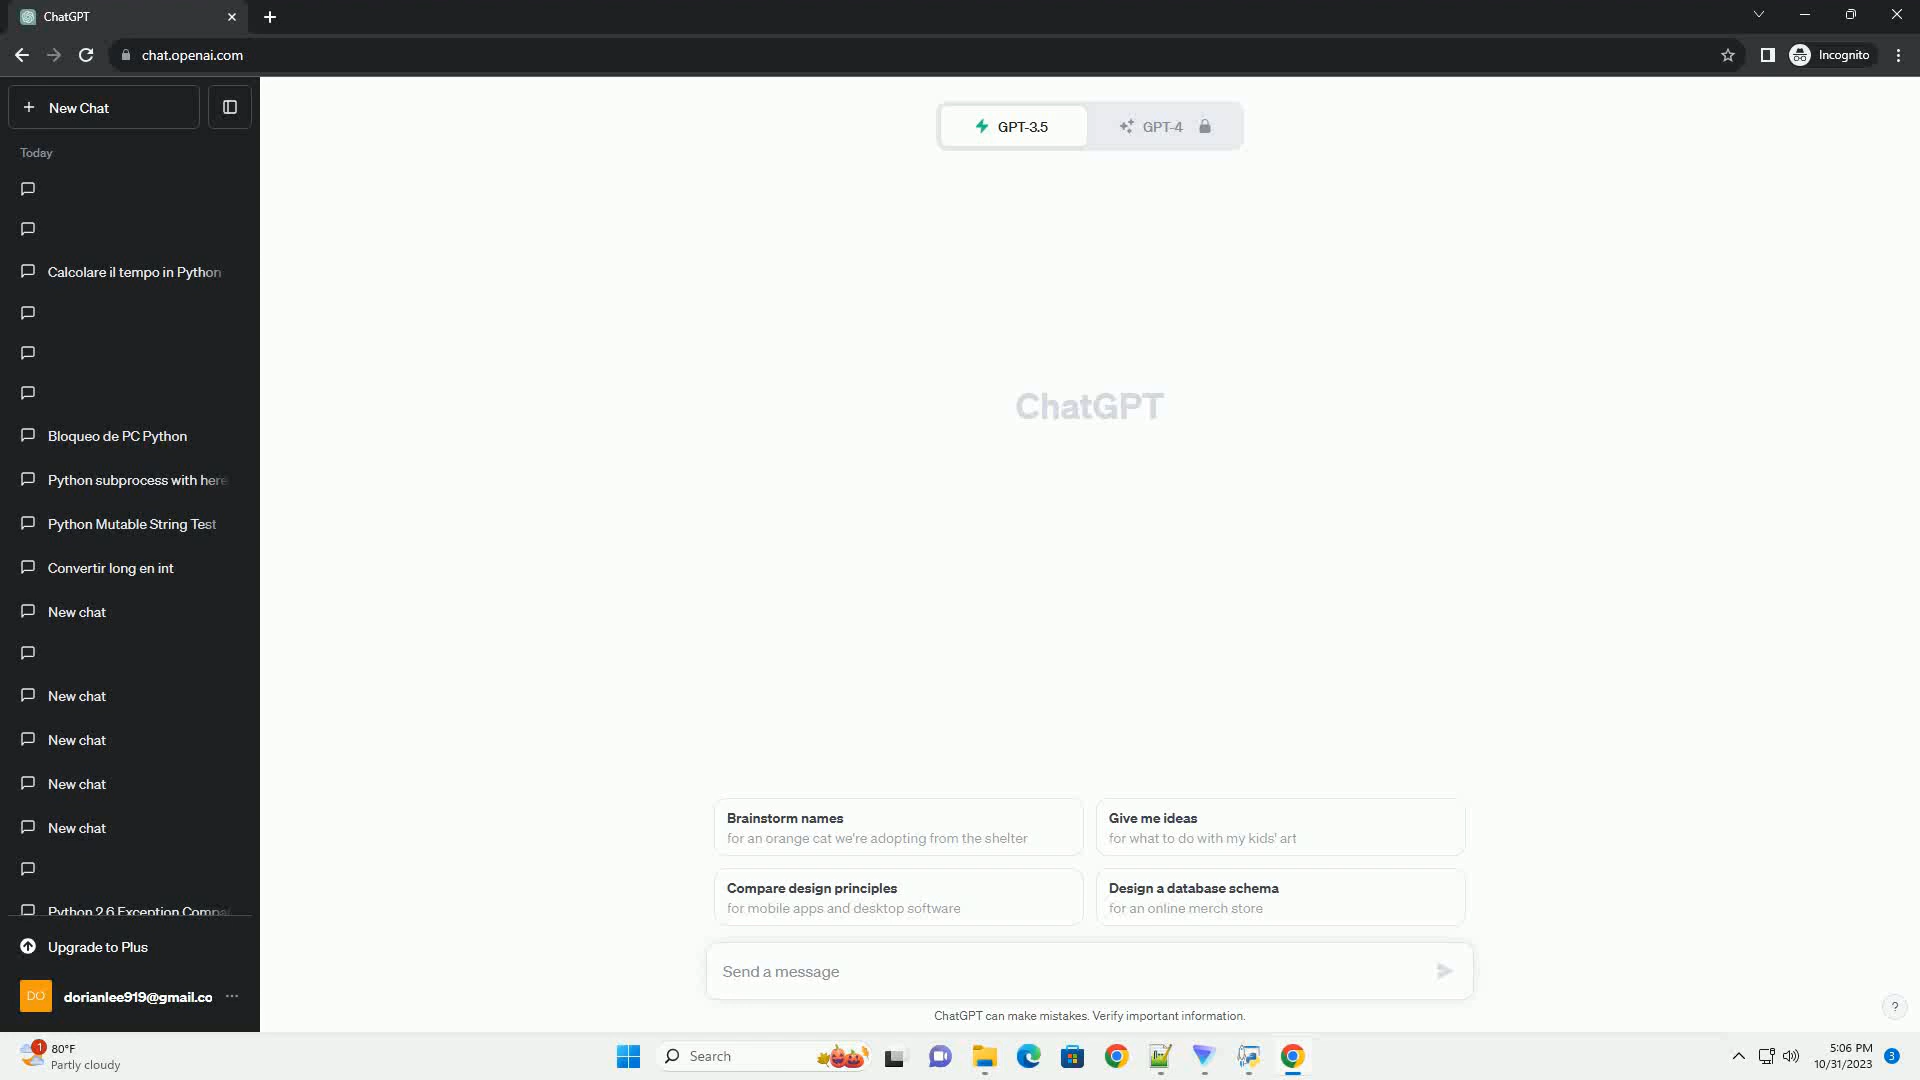 ChatGPT
chat.openai.com
Incognito
New Chat
Today
Calcolare il tempo in Python
Bloqueo de PC Python
Python subprocess with here
Python Mutable String Test
Convertir long en int
New chat
New chat
New chat
New chat
New chat
Python 2.6 Exception Compa
Upgrade to Plus
DO
dorianlee919@gmail.co
GPT-3.5
GPT-4
ChatGPT
Brainstorm names
for an orange cat we're adopting from the shelter
Give me ideas
for what to do with my kids' art
Compare design principles
for mobile apps and desktop software
Design a database schema
for an online merch store
Send a message
ChatGPT can make mistakes. Verify important information.
?
1
80°F
Partly cloudy
Search
5:06 PM
10/31/2023
3